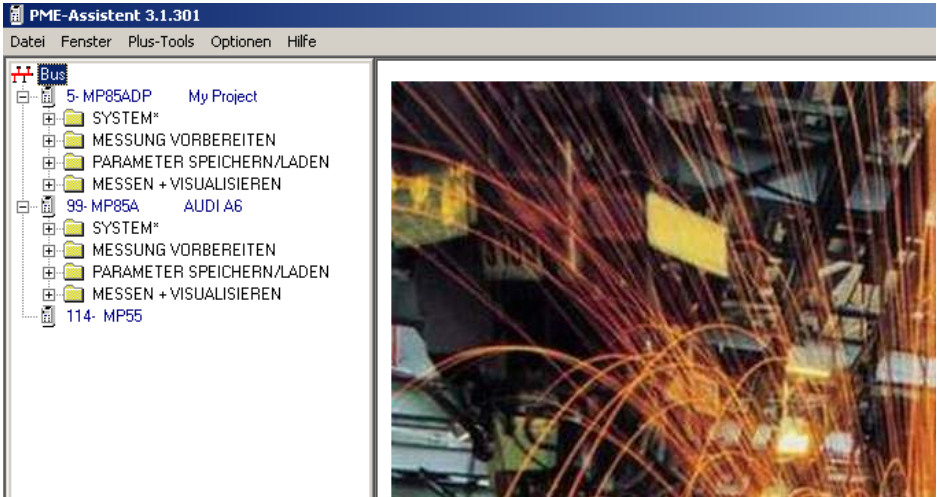 PME-Assistent 3.1.301
Datei Fenster Plus-Tools Optionen Hilfe
Bus
5- MP85ADP My Project
SYSTEM*
MESSUNG VORBEREITEN
PARAMETER SPEICHERN/LADEN
MESSEN + VISUALISIEREN
99- MP85A AUDI A6
SYSTEM*
MESSUNG VORBEREITEN
PARAMETER SPEICHERN/LADEN
MESSEN + VISUALISIEREN
114- MP55